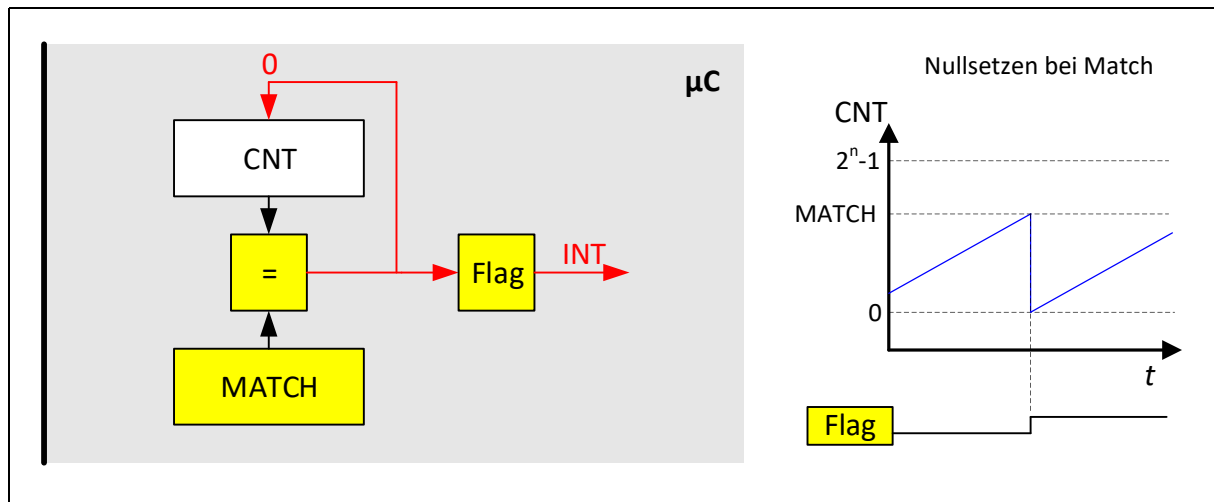 0
µC
CNT
=
Flag
INT
MATCH
Nullsetzen bei Match
CNT
2ⁿ-1
MATCH
0
t
Flag